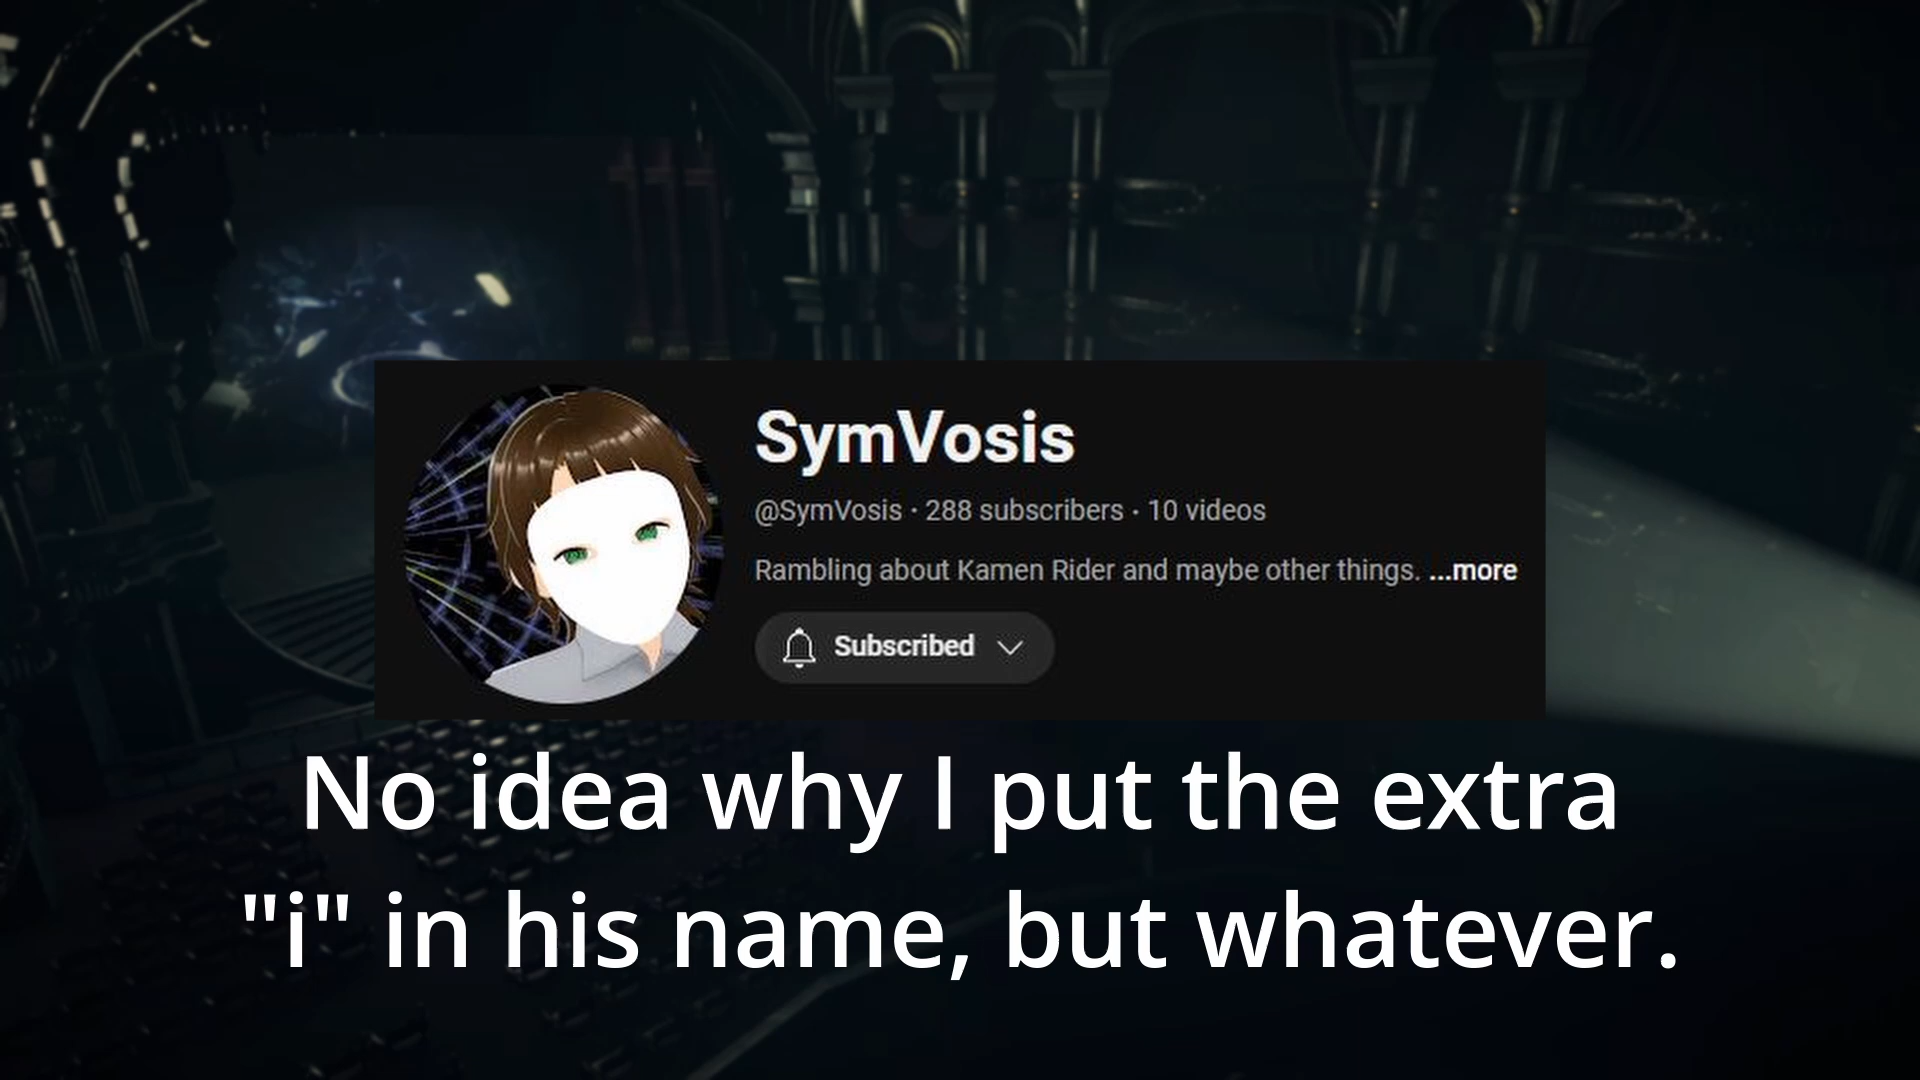 SymVosis
@SymVosis · 288 subscribers · 10 videos
Rambling about Kamen Rider and maybe other things. ...more
Subscribed
No idea why I put the extra
"i" in his name, but whatever.